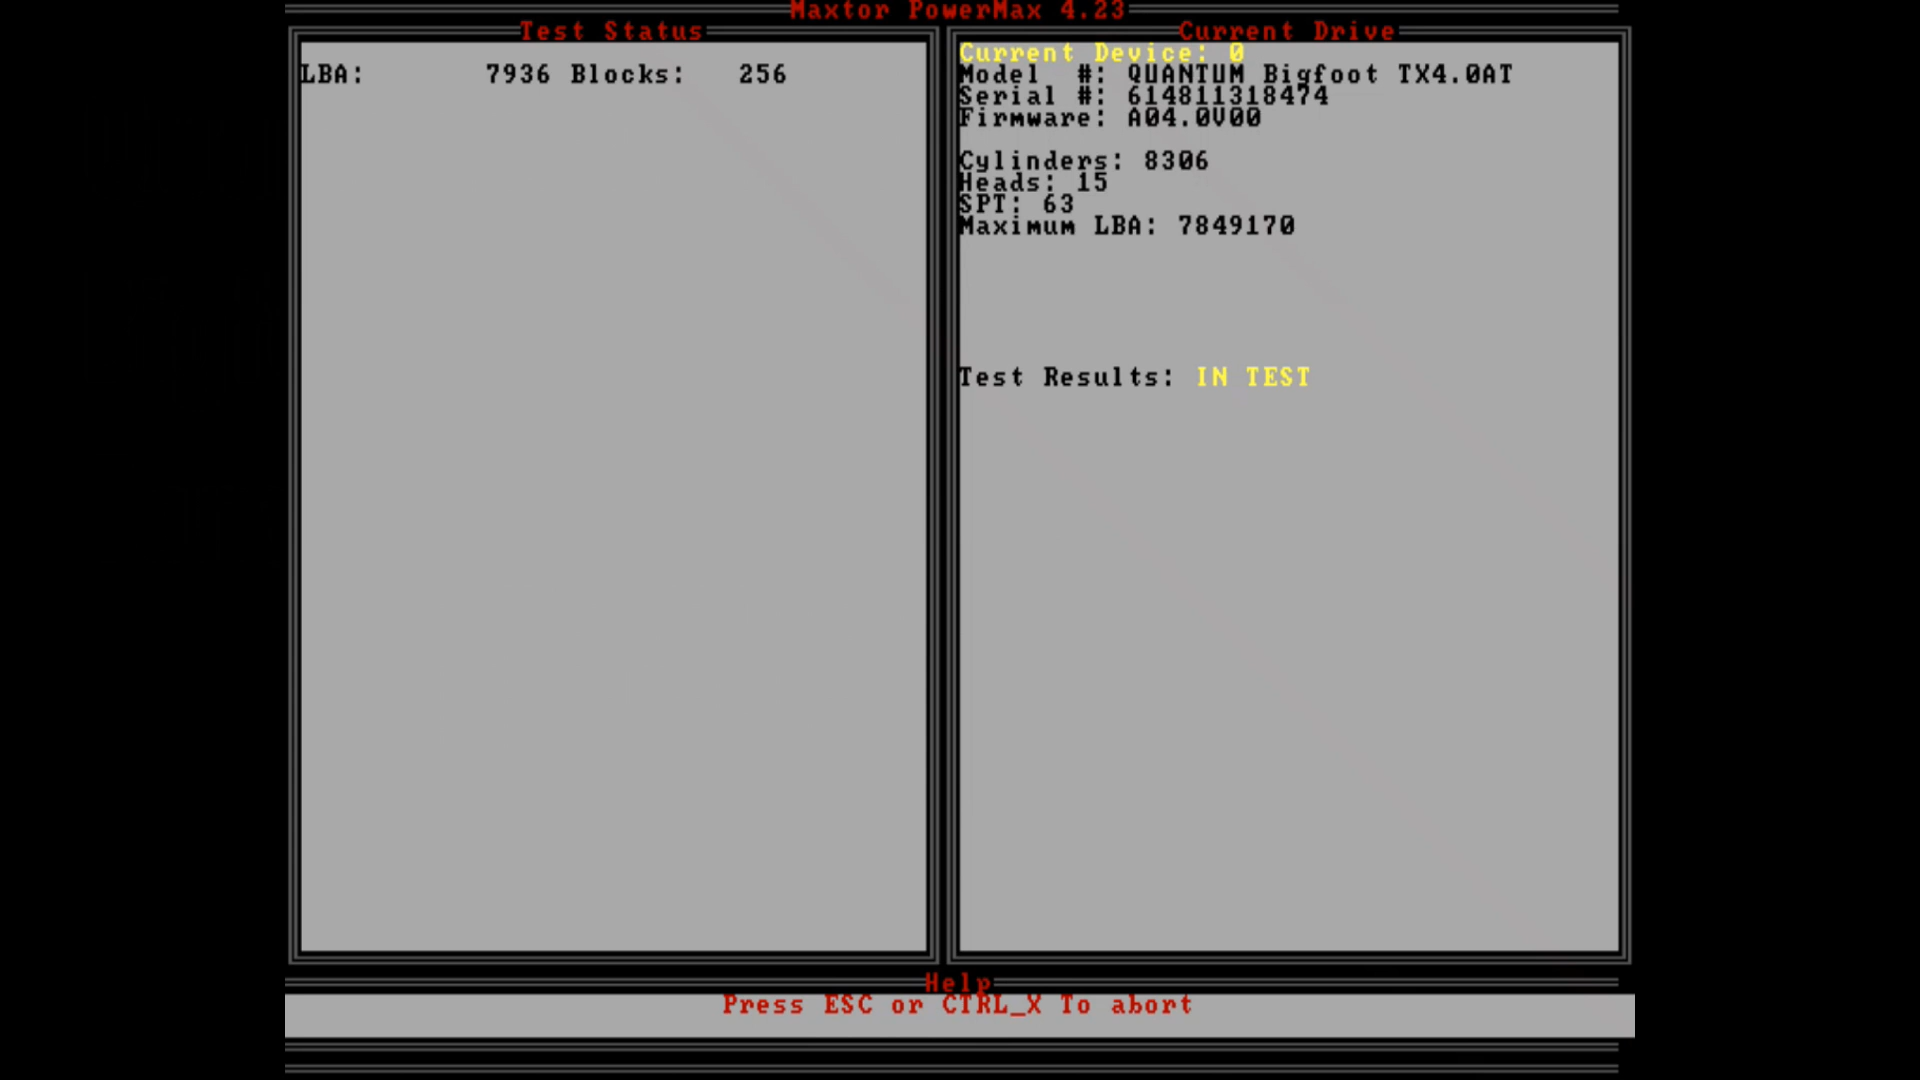 Maxtor PowerMax 4.23
Test Status
LBA: 7936 Blocks: 256
Current Drive
Current Device: 0
Model #: QUANTUM Bigfoot TX4.0AT
Serial #: 614811318474
Firmware: A04.0V00
Cylinders: 8306
Heads: 15
SPT: 63
Maximum LBA: 7849170
Test Results: IN TEST
Help
Press ESC or CTRL_X To abort